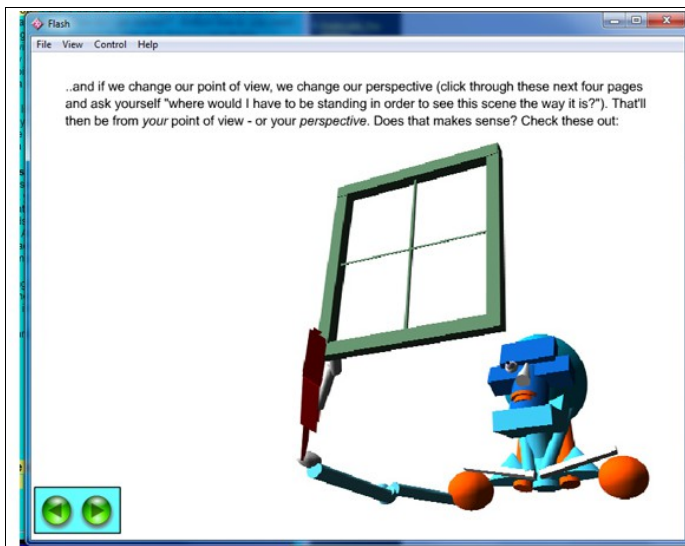 Flash
File View Control Help
..and if we change our point of view, we change our perspective (click through these next four pages
and ask yourself "where would I have to be standing in order to see this scene the way it is?"). That'll
then be from your point of view - or your perspective. Does that makes sense? Check these out: